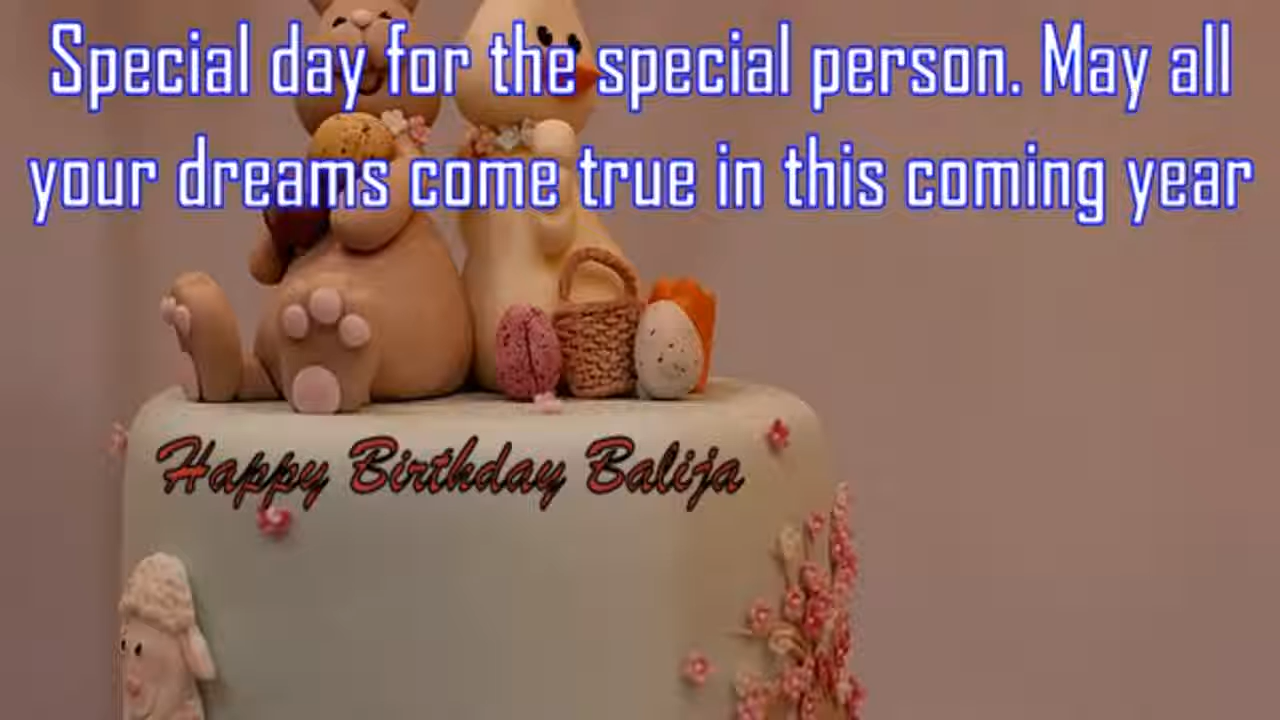 Special day for the special person. May all
your dreams come true in this coming year
Happy Birthday Balija